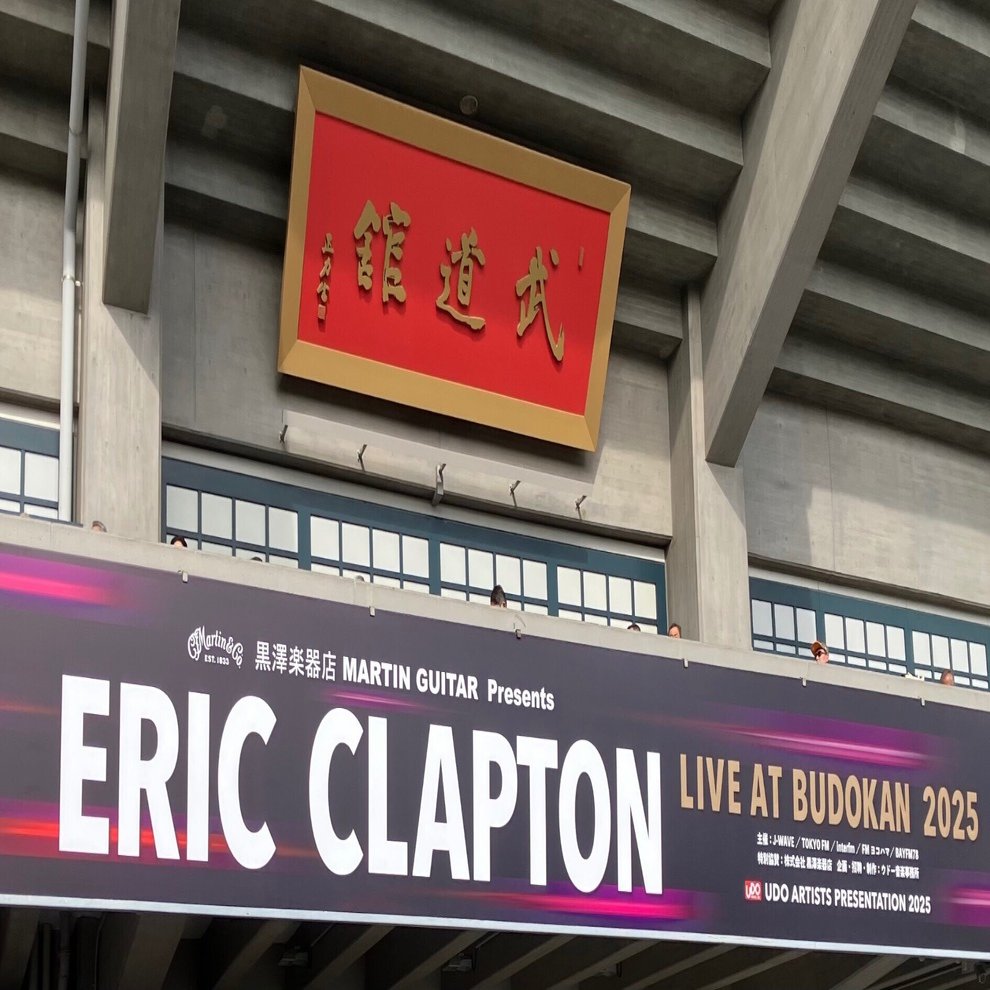 武道館
C.F. Martin & Co.
EST. 1833
黒澤楽器店 MARTIN GUITAR Presents
ERIC CLAPTON
LIVE AT BUDOKAN 2025
主催：J-WAVE／TOKYO FM／interfm／FM ヨコハマ／BAYFM78
特別協賛：株式会社 黒澤楽器店 企画・招聘・制作：ウドー音楽事務所
UDO
UDO ARTISTS PRESENTATION 2025